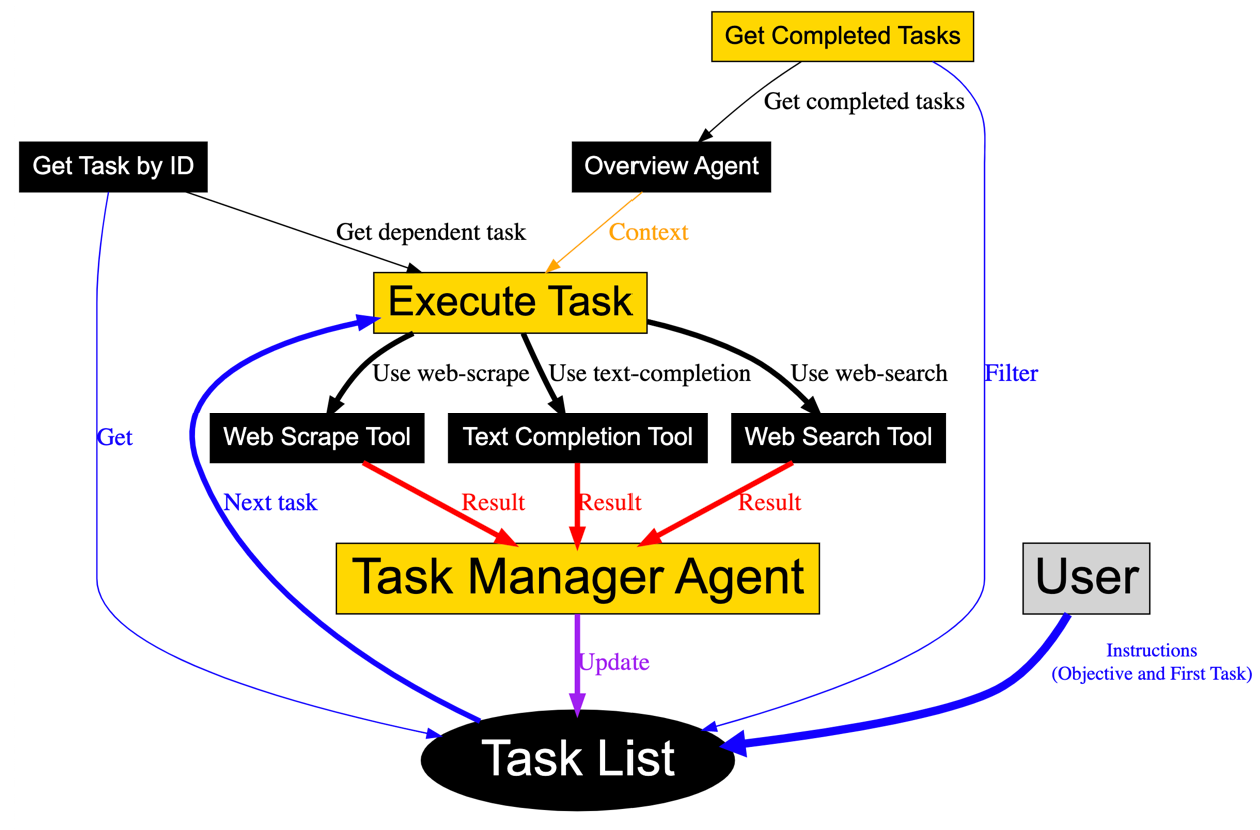 Get Completed Tasks
Get completed tasks
Get Task by ID
Overview Agent
Get dependent task
Context
Execute Task
Use web-scrape
Use text-completion
Use web-search
Filter
Web Scrape Tool
Text Completion Tool
Web Search Tool
Get
Next task
Result
Result
Result
Task Manager Agent
User
Update
Instructions
(Objective and First Task)
Task List